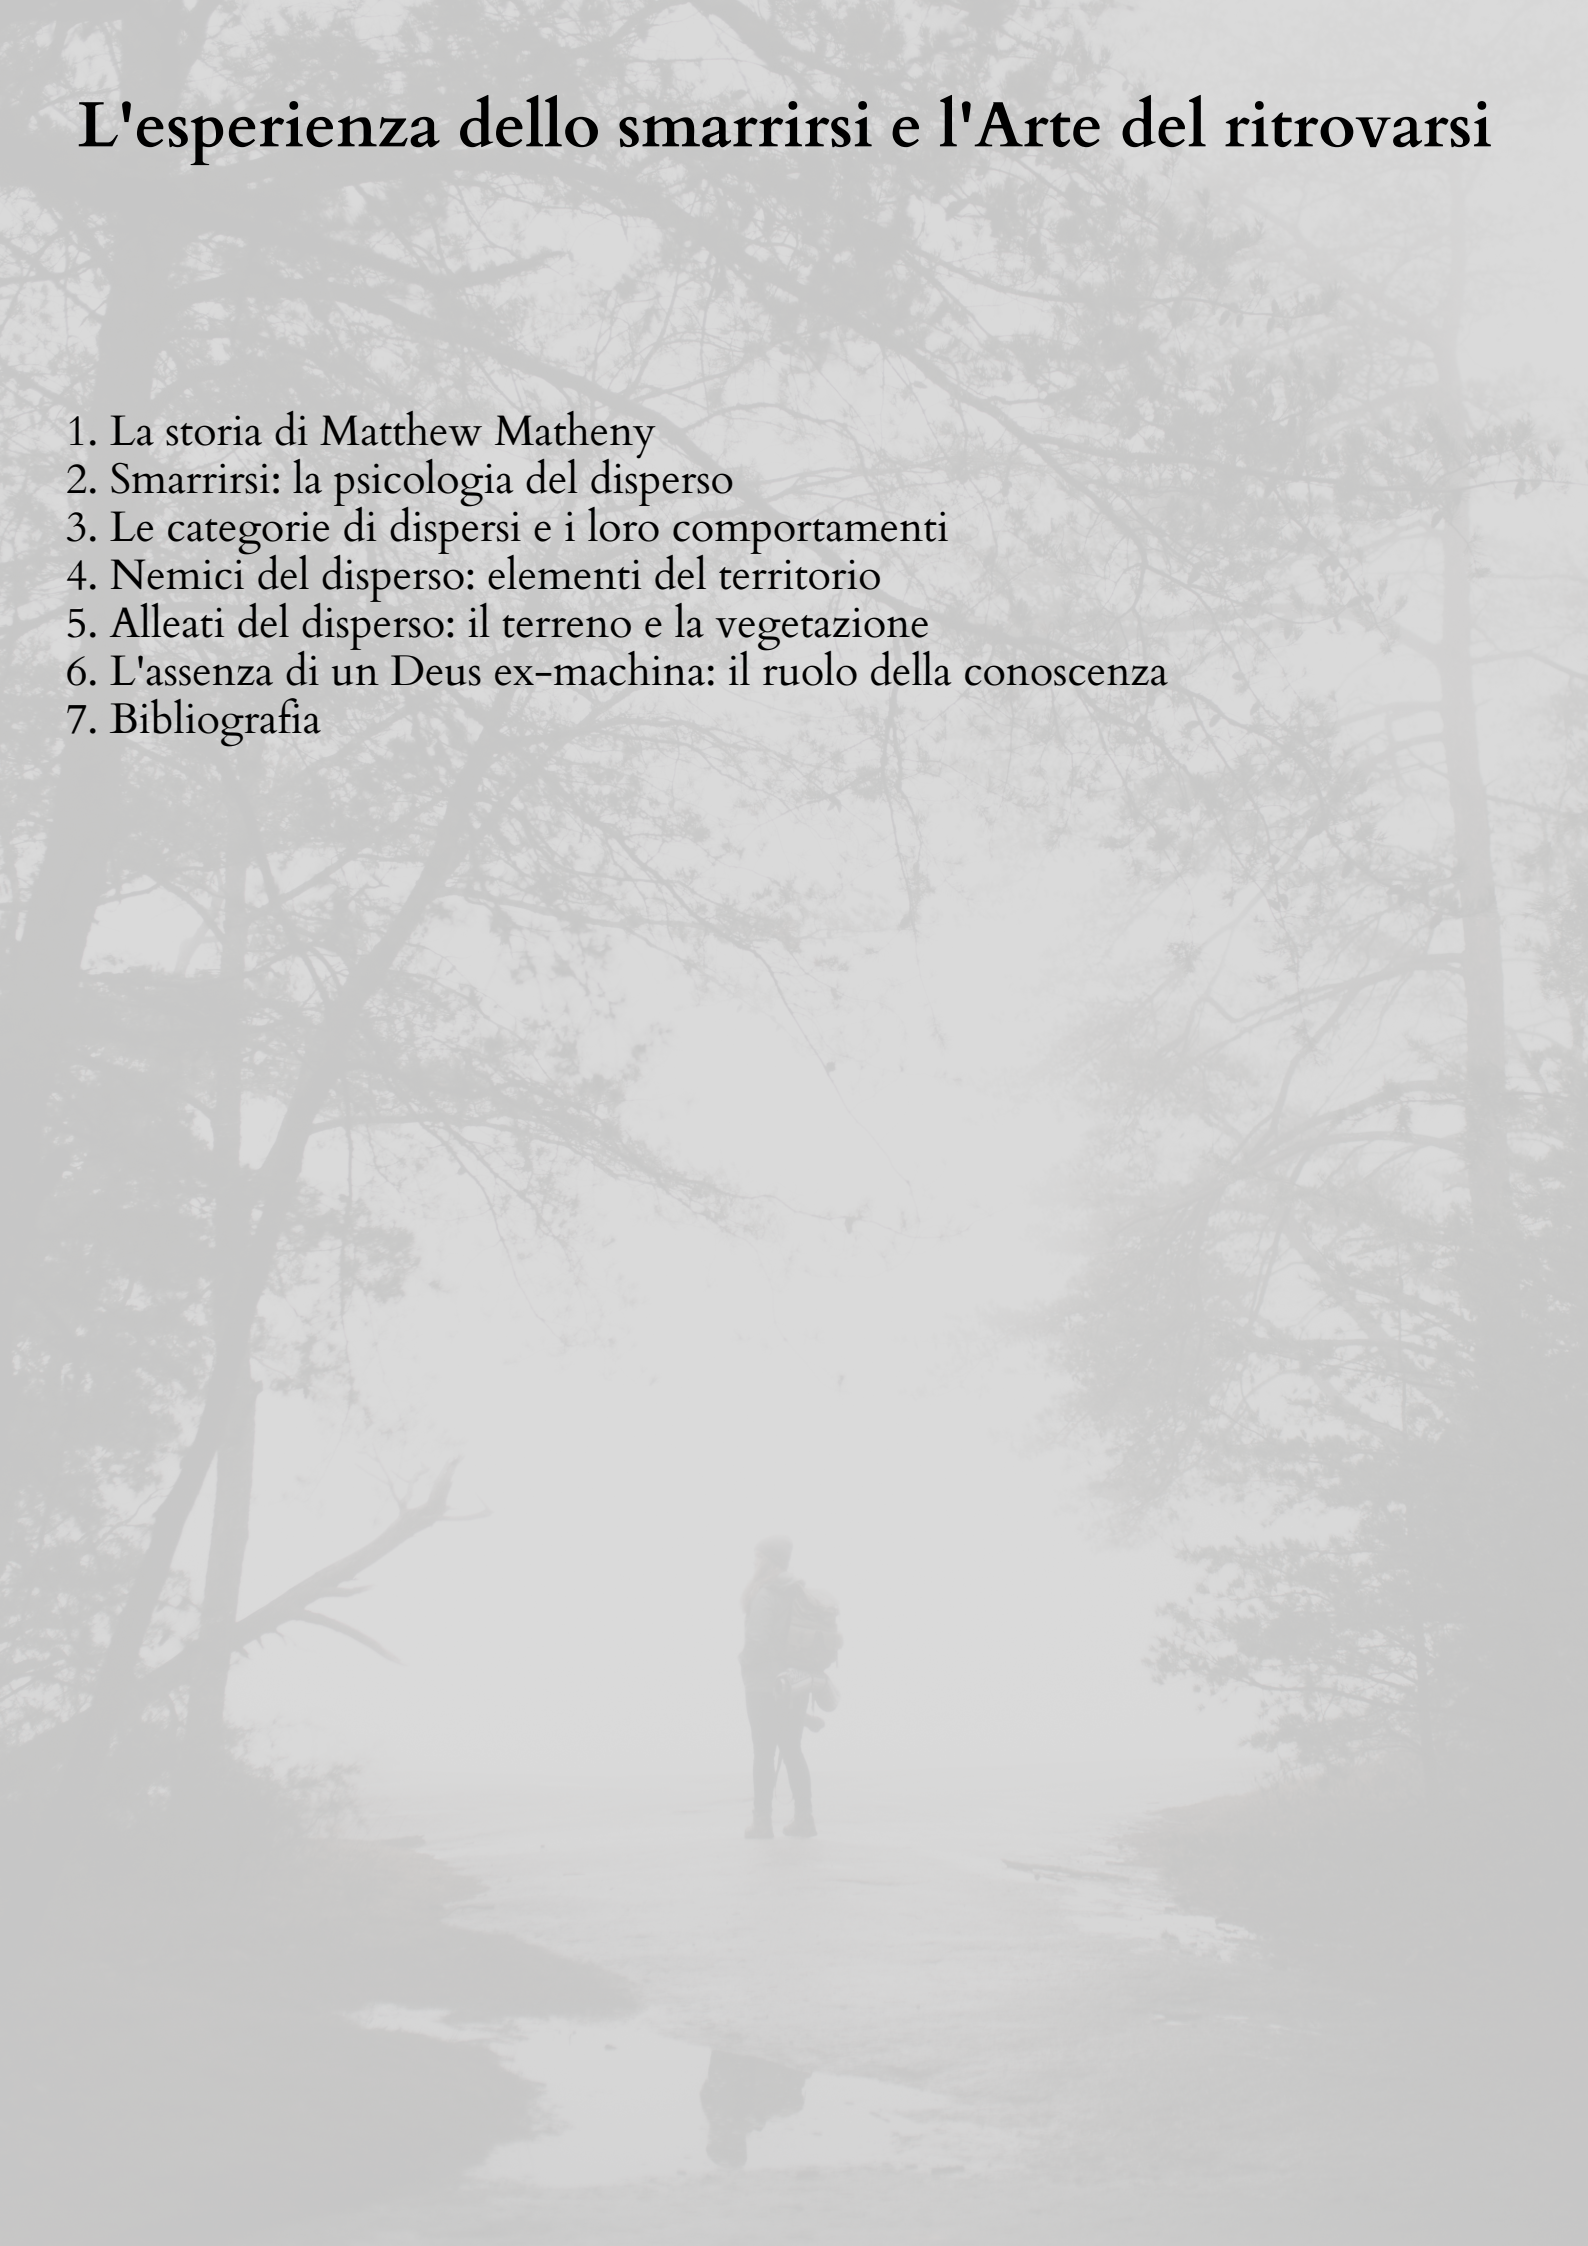 L'esperienza dello smarrirsi e l'Arte del ritrovarsi
1. La storia di Matthew Matheny
2. Smarrirsi: la psicologia del disperso
3. Le categorie di dispersi e i loro comportamenti
4. Nemici del disperso: elementi del territorio
5. Alleati del disperso: il terreno e la vegetazione
6. L'assenza di un Deus ex-machina: il ruolo della conoscenza
7. Bibliografia